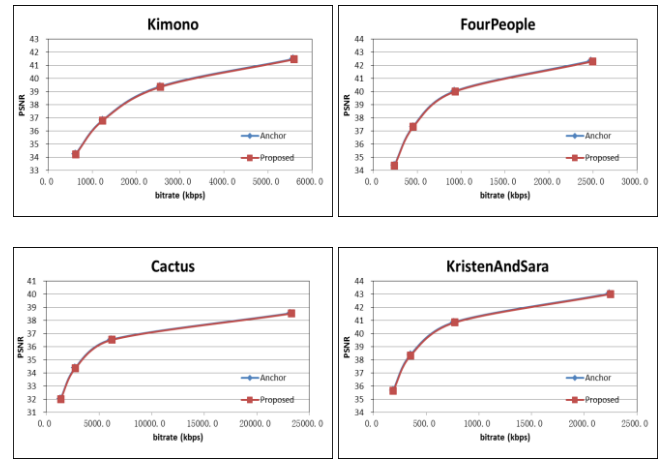 Kimono
43
42
41
40
39
38
37
36
35
34
33
PSNR
0.0 1000.0 2000.0 3000.0 4000.0 5000.0 6000.0
bitrate (kbps)
Anchor
Proposed
FourPeople
44
43
42
41
40
39
38
37
36
35
34
PSNR
0.0 500.0 1000.0 1500.0 2000.0 2500.0 3000.0
bitrate (kbps)
Anchor
Proposed
Cactus
41
40
39
38
37
36
35
34
33
32
31
PSNR
0.0 5000.0 10000.0 15000.0 20000.0 25000.0
bitrate (kbps)
Anchor
Proposed
KristenAndSara
44
43
42
41
40
39
38
37
36
35
34
PSNR
0.0 500.0 1000.0 1500.0 2000.0 2500.0
bitrate (kbps)
Anchor
Proposed